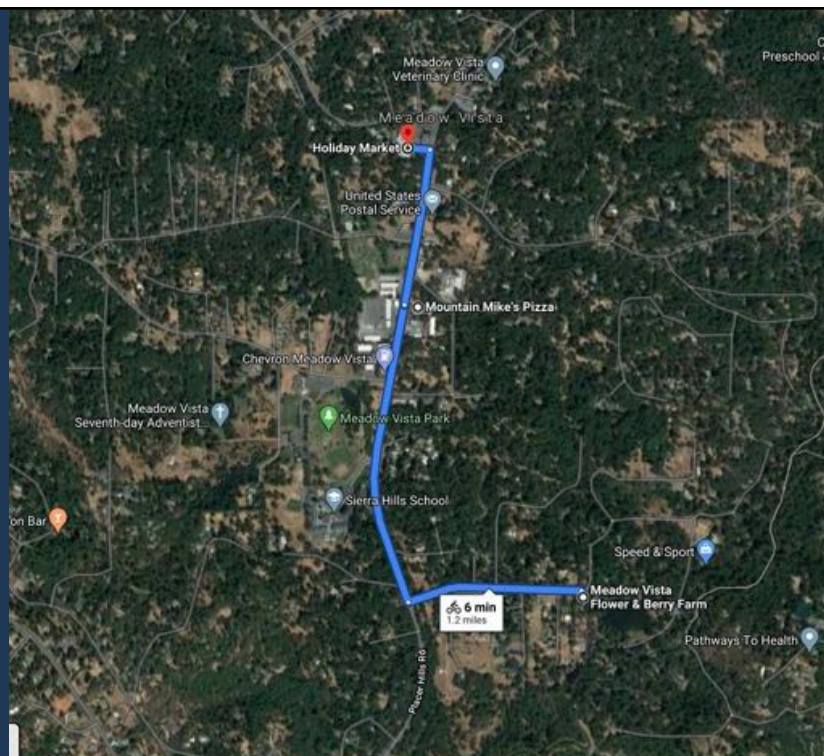 C
Preschool &
Meadow Vista
Veterinary Clinic
Meadow Vista
Holiday Market
United States
Postal Service
Mountain Mike's Pizza
Chevron Meadow Vista
Meadow Vista
Seventh-day Adventist...
Meadow Vista Park
Sierra Hills School
on Bar
Speed & Sport
Meadow Vista
Flower & Berry Farm
6 min
1.2 miles
Pathways To Health
Placer Hills Rd